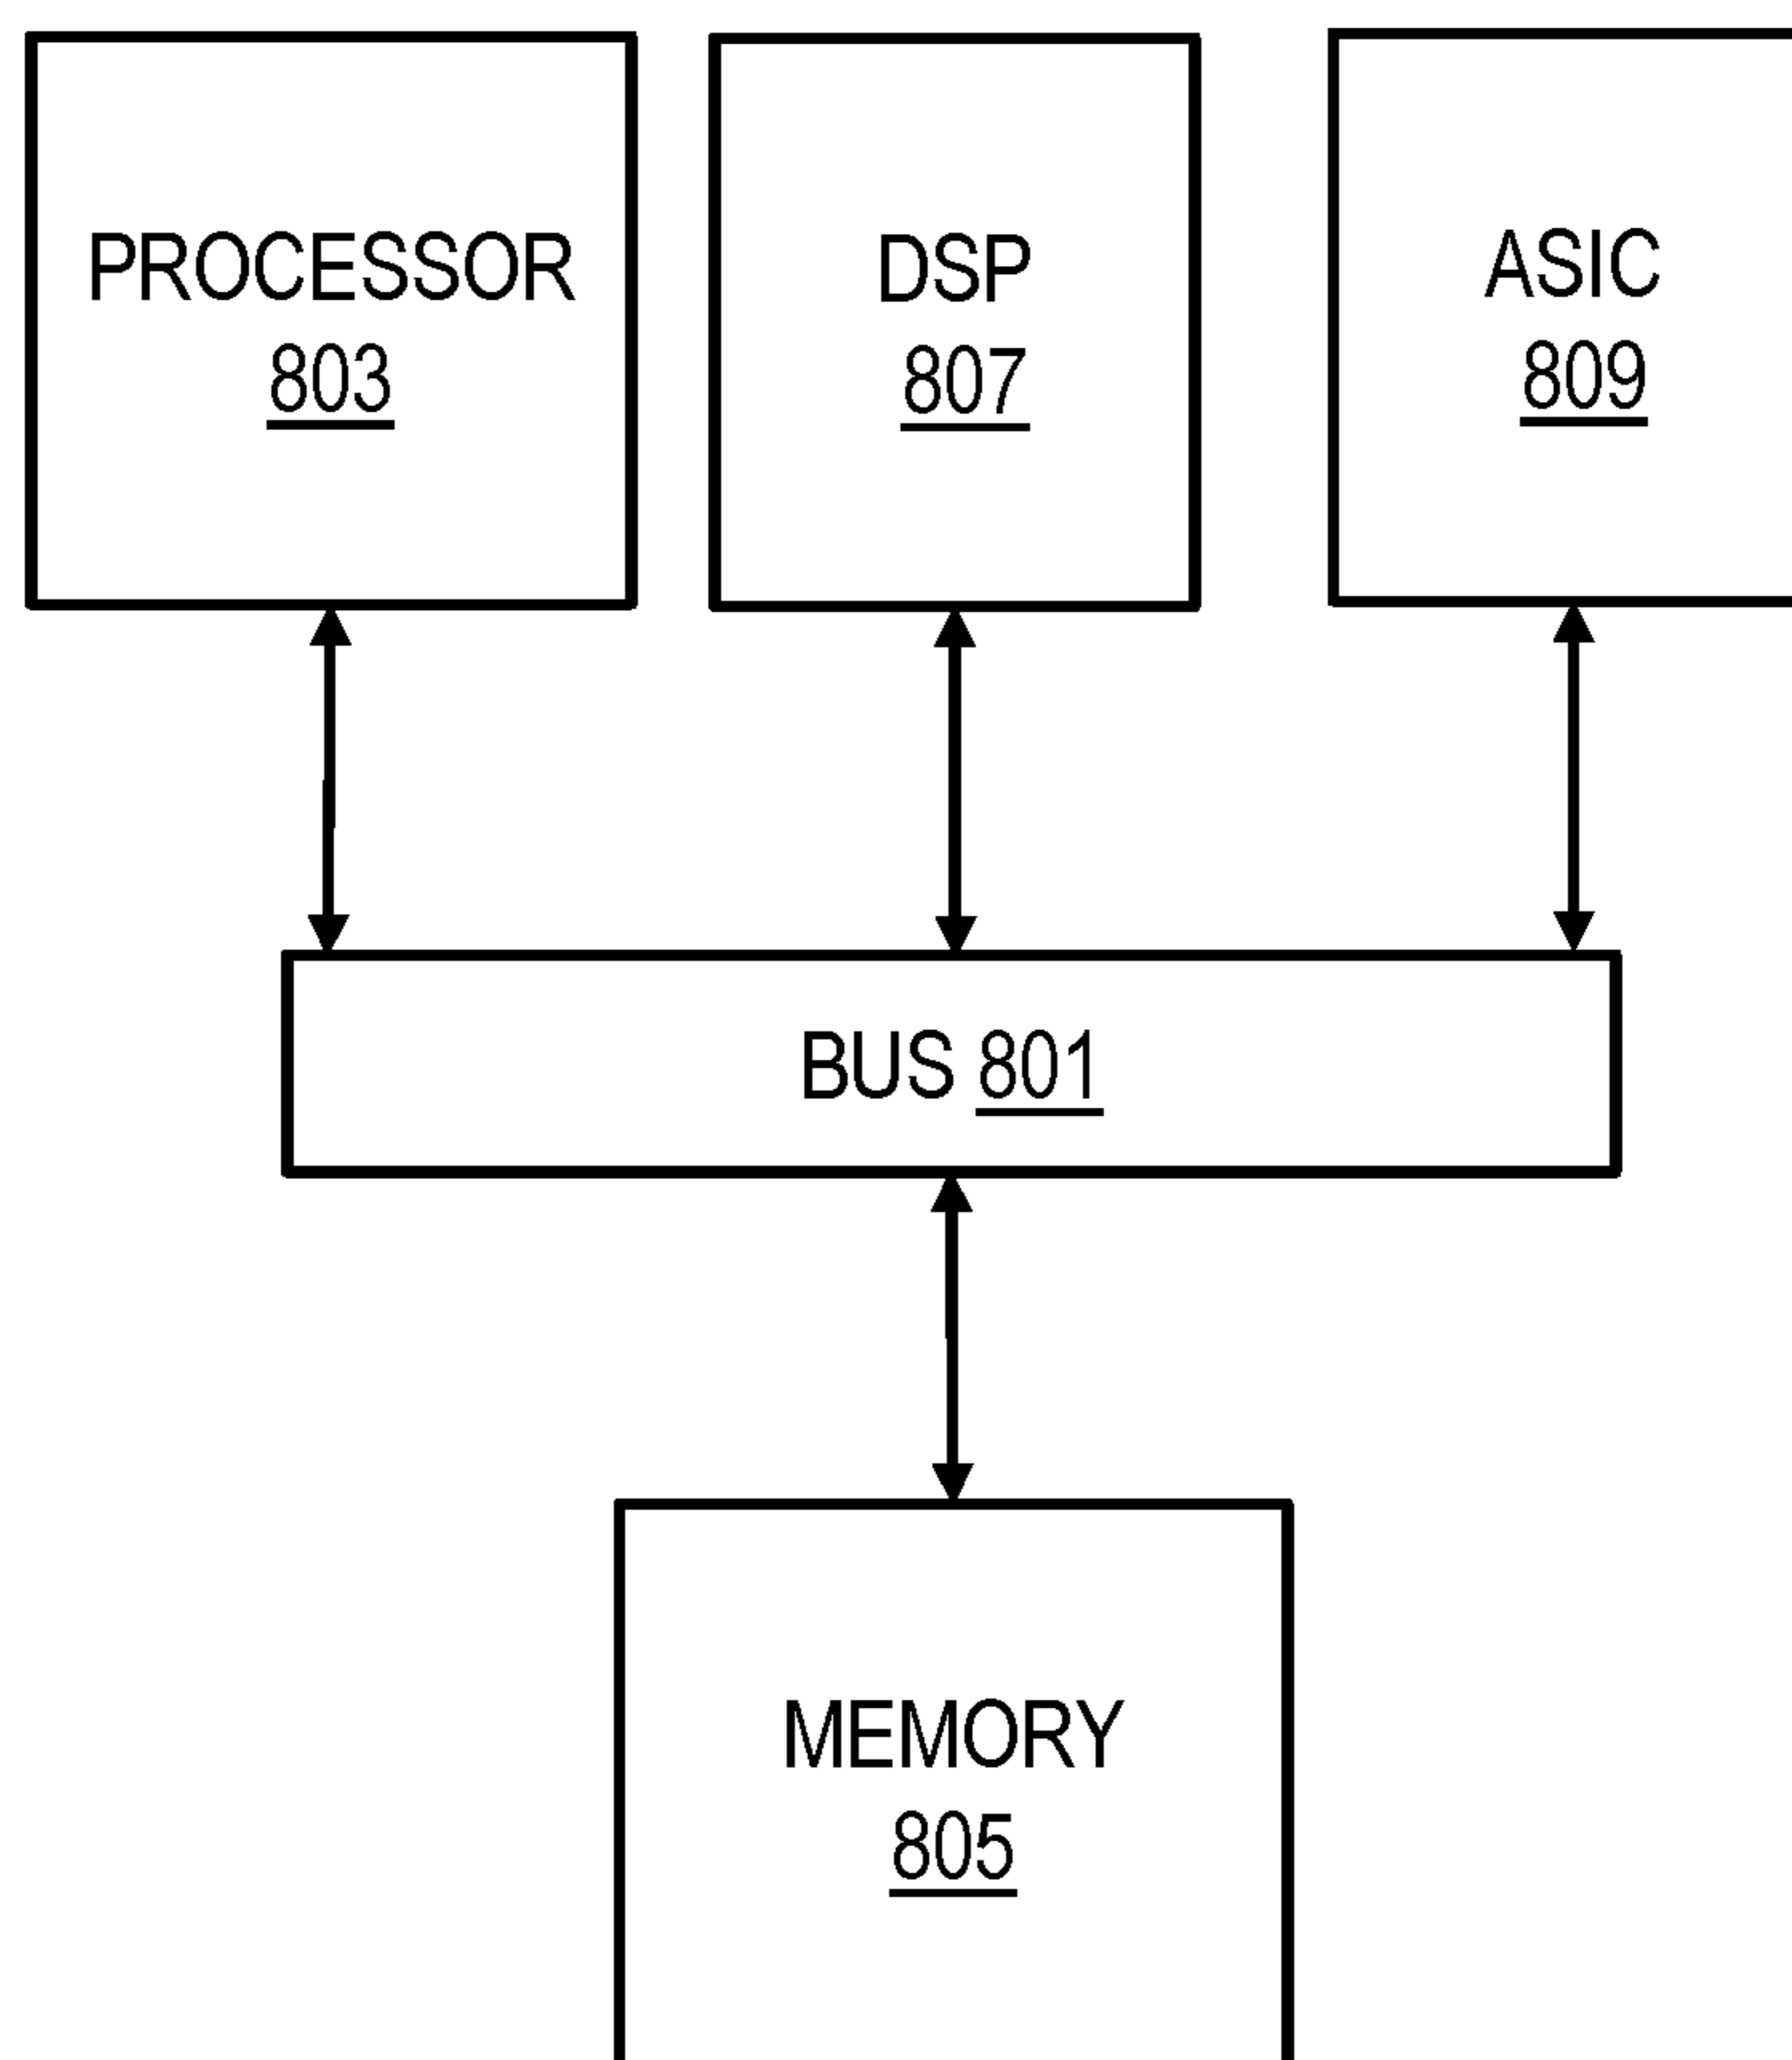 PROCESSOR
803
DSP
807
ASIC
809
BUS 801
MEMORY
805